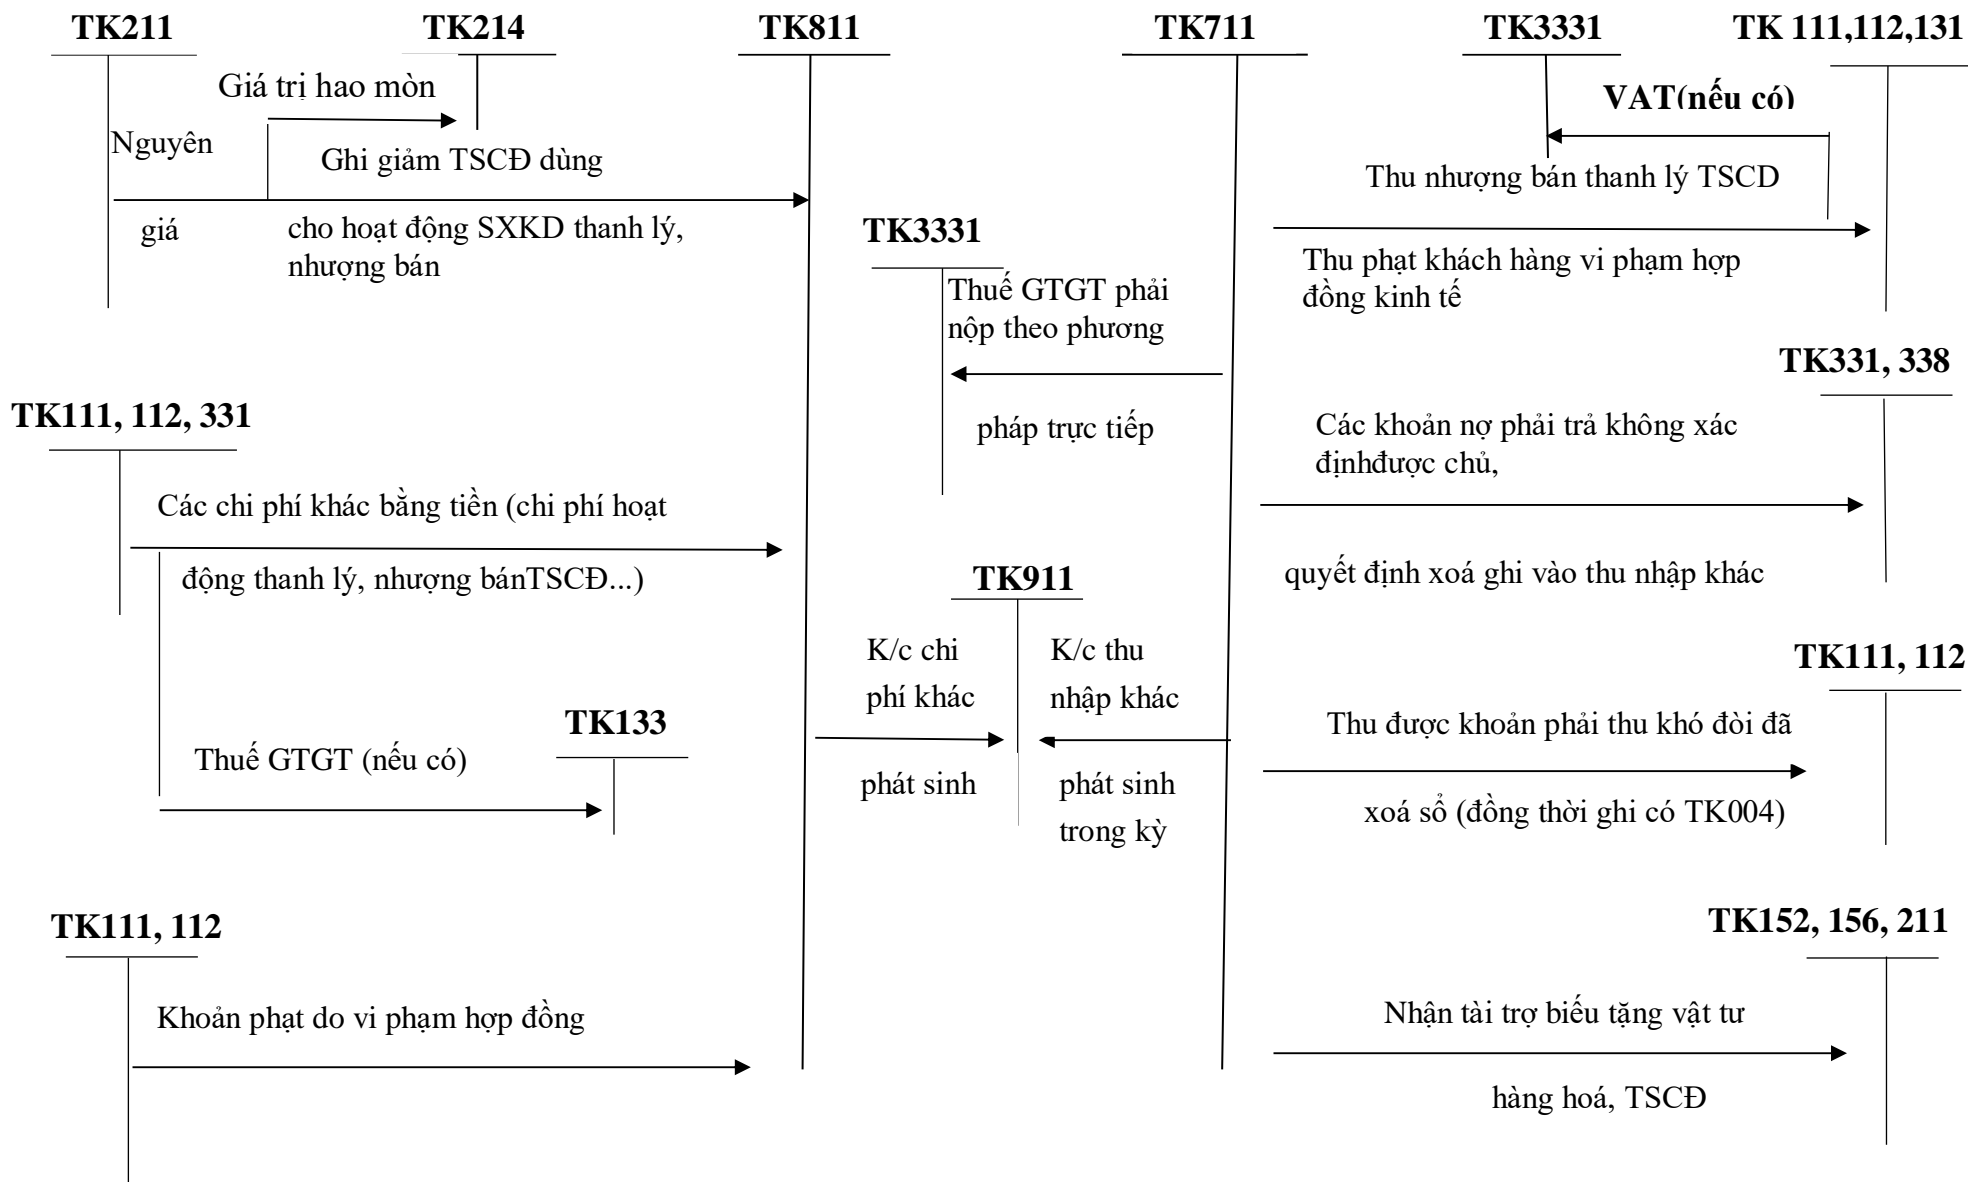 TK211 TK214 TK811 TK711 TK3331 TK 111,112,131
Giá trị hao mòn
VAT(nếu có)
Nguyên
Ghi giảm TSCĐ dùng
Thu nhượng bán thanh lý TSCD
giá
cho hoạt động SXKD thanh lý,
nhượng bán
TK3331
Thu phạt khách hàng vi phạm hợp
đồng kinh tế
Thuế GTGT phải
nộp theo phương
pháp trực tiếp
TK331, 338
TK111, 112, 331
Các khoản nợ phải trả không xác
địnhđược chủ,
quyết định xoá ghi vào thu nhập khác
Các chi phí khác bằng tiền (chi phí hoạt
động thanh lý, nhượng bánTSCĐ...)
TK911
K/c chi
phí khác
phát sinh
K/c thu
nhập khác
phát sinh
trong kỳ
TK111, 112
Thu được khoản phải thu khó đòi đã
xoá sổ (đồng thời ghi có TK004)
TK133
Thuế GTGT (nếu có)
TK111, 112
Khoản phạt do vi phạm hợp đồng
TK152, 156, 211
Nhận tài trợ biếu tặng vật tư
hàng hoá, TSCĐ